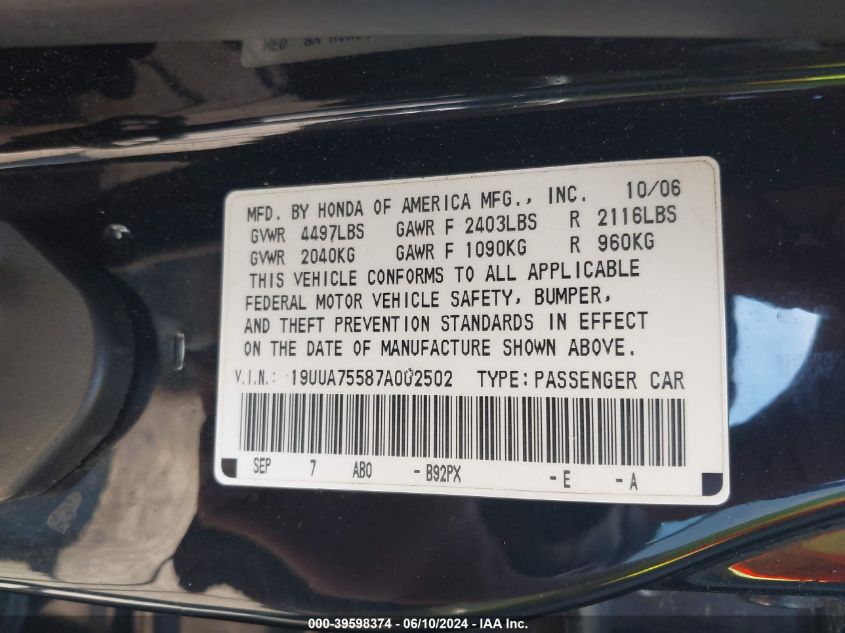 MFD. BY HONDA OF AMERICA MFG., INC. 10/06
GVWR 4497LBS GAWR F 2403LBS R 2116LBS
GVWR 2040KG GAWR F 1090KG R 960KG
THIS VEHICLE CONFORMS TO ALL APPLICABLE
FEDERAL MOTOR VEHICLE SAFETY, BUMPER,
AND THEFT PREVENTION STANDARDS IN EFFECT
ON THE DATE OF MANUFACTURE SHOWN ABOVE.
V.I.N.: 19UUA75587A002502 TYPE: PASSENGER CAR
SEP 7 AB0 - B92PX - E - A
000-39598374 - 06/10/2024 - IAA Inc.